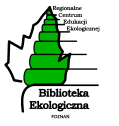 Regionalne
Centrum
Edukacji
Ekologicznej
Biblioteka
Ekologiczna
POZNAŃ